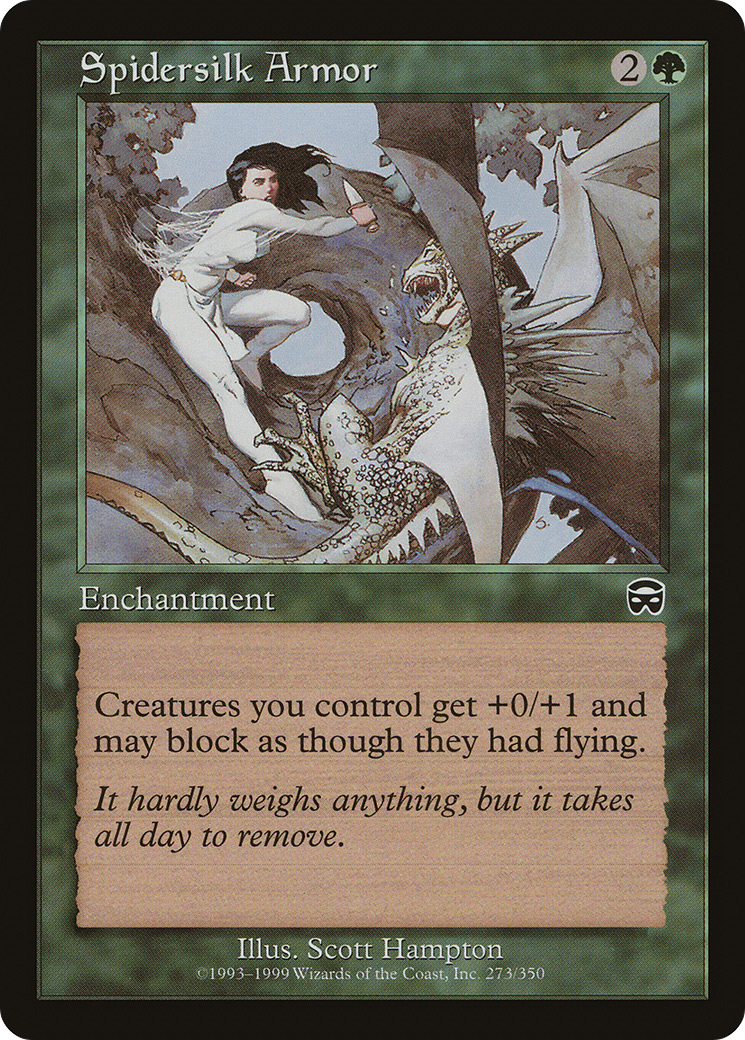 Spidersilk Armor 2
Enchantment
Creatures you control get +0/+1 and
may block as though they had flying.
It hardly weighs anything, but it takes
all day to remove.
Illus. Scott Hampton
©1993–1999 Wizards of the Coast, Inc. 273/350